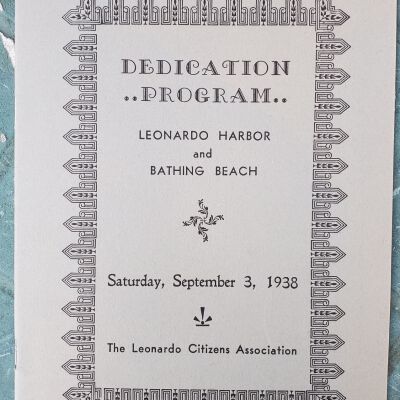 DEDICATION
..PROGRAM..
LEONARDO HARBOR
and
BATHING BEACH
Saturday, September 3, 1938
The Leonardo Citizens Association